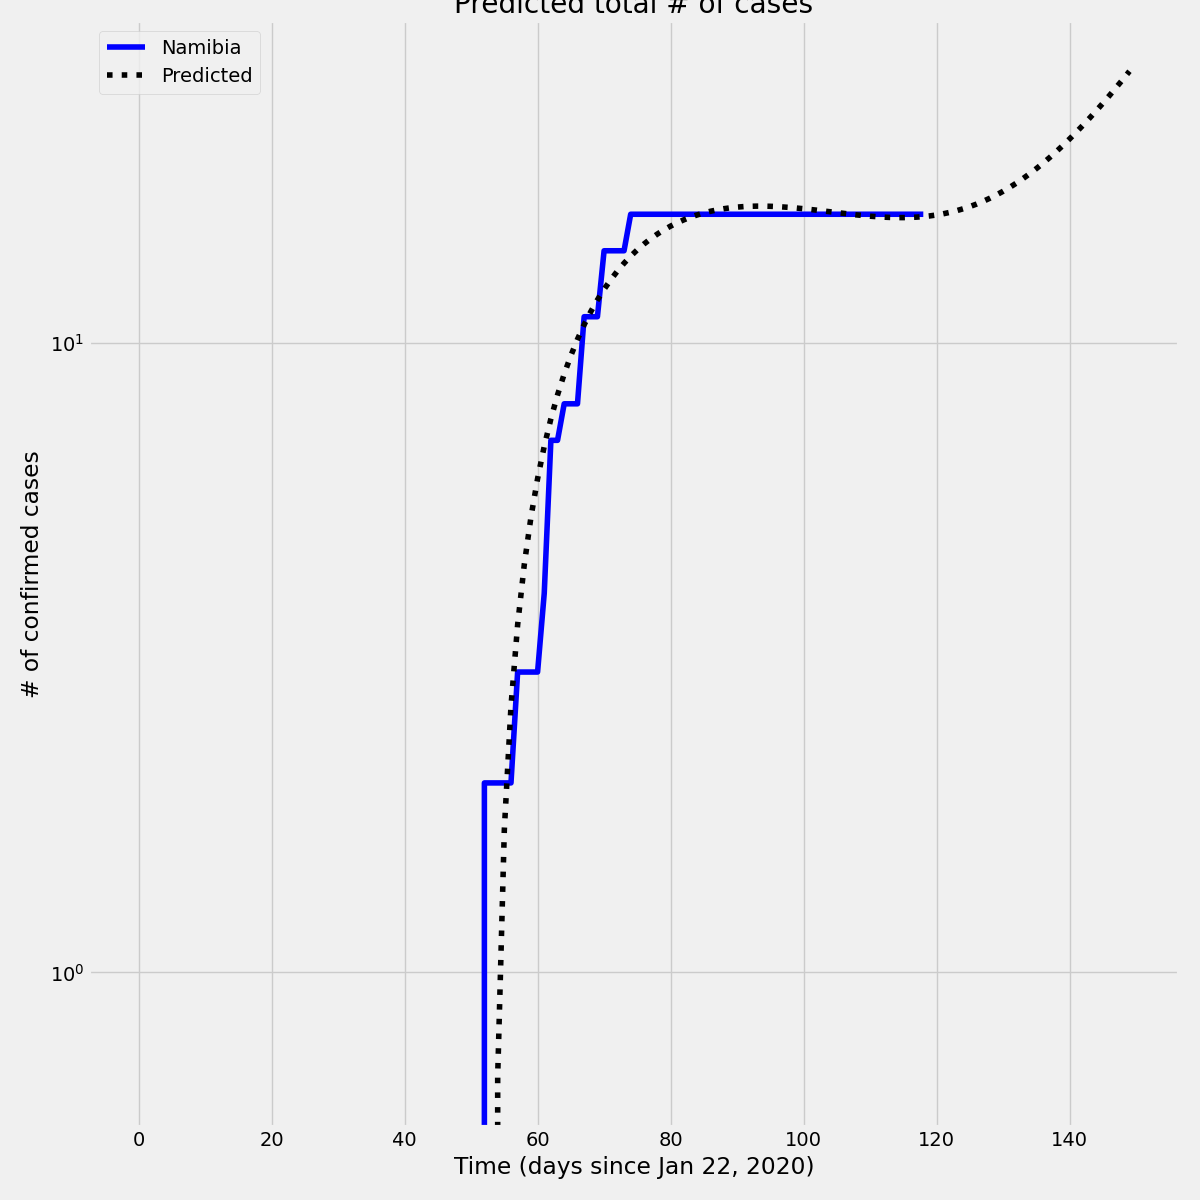 Predicted total # of cases
Namibia
Predicted
10¹
10⁰
# of confirmed cases
0 20 40 60 80 100 120 140
Time (days since Jan 22, 2020)